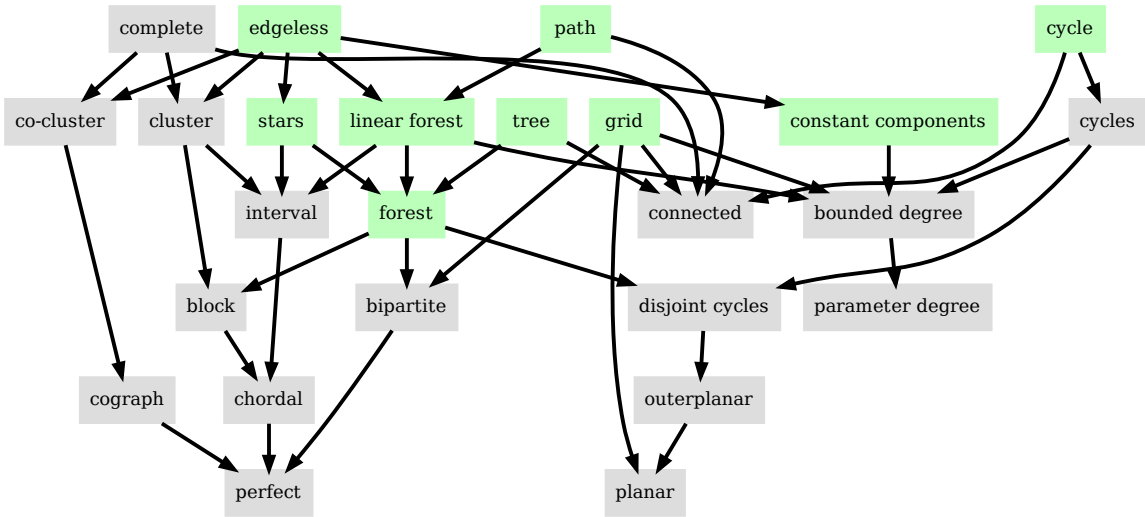 complete
edgeless
path
cycle
co-cluster
cluster
stars
linear forest
tree
grid
constant components
cycles
interval
forest
connected
bounded degree
block
bipartite
disjoint cycles
parameter degree
cograph
chordal
outerplanar
perfect
planar